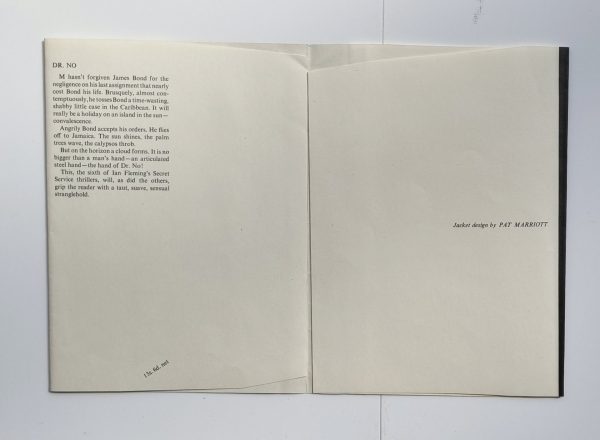 DR. NO
M hasn't forgiven James Bond for the
negligence on his last assignment that nearly
cost Bond his life. Brusquely, almost con-
temptuously, he tosses Bond a time-wasting,
shabby little case in the Caribbean. It will
really be a holiday on an island in the sun—
convalescence.
Angrily Bond accepts his orders. He flies
off to Jamaica. The sun shines, the palm
trees wave, the calypsos throb.
But on the horizon a cloud forms. It is no
bigger than a man's hand—an articulated
steel hand—the hand of Dr. No!
This, the sixth of Ian Fleming's Secret
Service thrillers, will, as did the others,
grip the reader with a taut, suave, sensual
stranglehold.
13s. 6d. net
Jacket design by PAT MARRIOTT